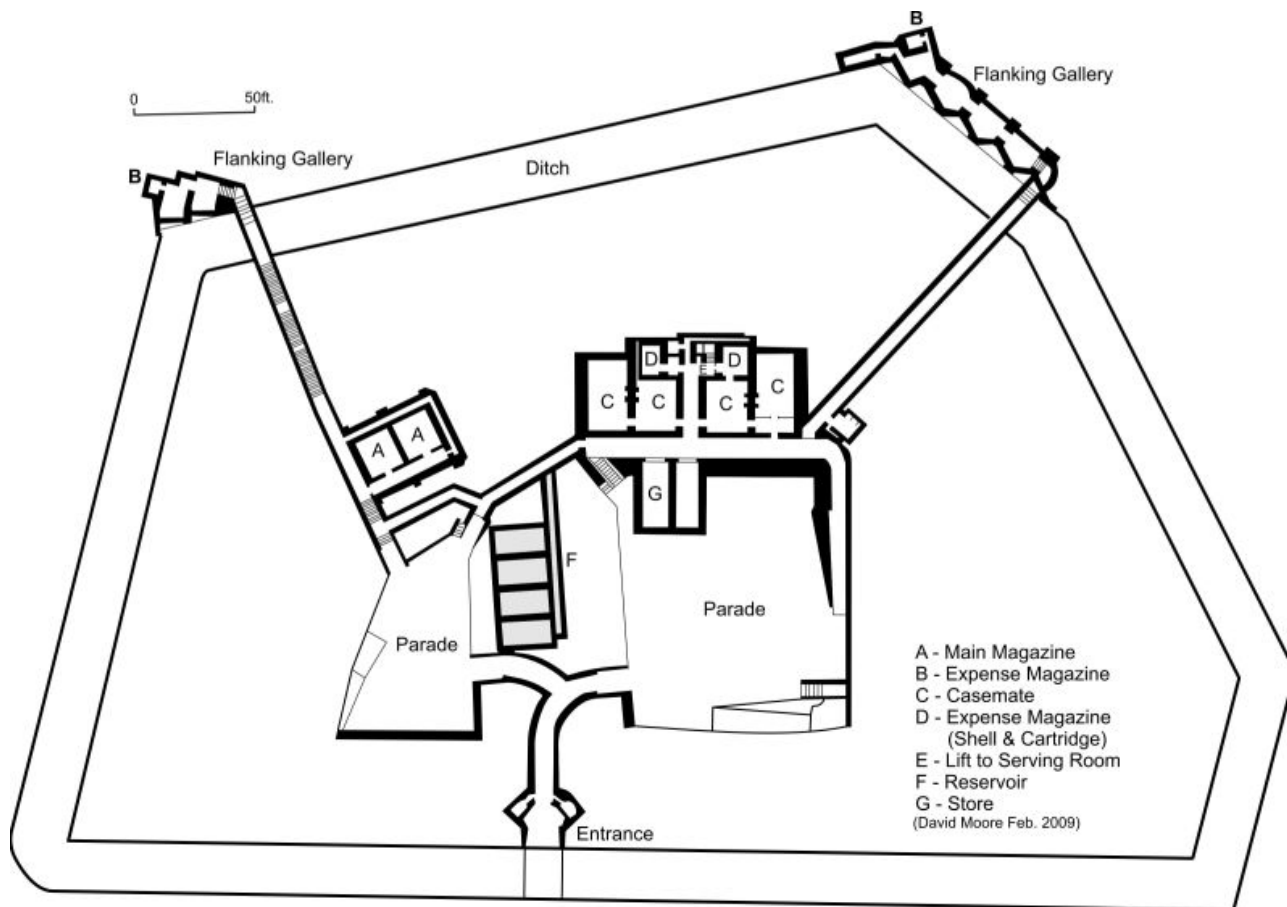 B
Flanking Gallery
0 50ft.
Flanking Gallery
B
Ditch
D
D
E
C
C
C
C
A
A
G
F
Parade
Parade
A - Main Magazine
B - Expense Magazine
C - Casemate
D - Expense Magazine
(Shell & Cartridge)
E - Lift to Serving Room
F - Reservoir
G - Store
(David Moore Feb. 2009)
Entrance